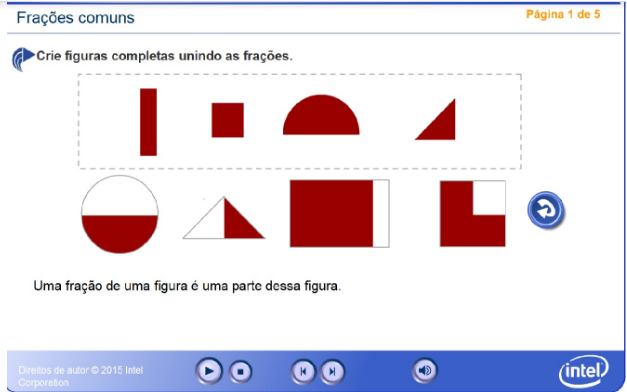 Frações comuns
Página 1 de 5
Crie figuras completas unindo as frações.
Uma fração de uma figura é uma parte dessa figura.
Direitos de autor © 2015 Intel
Corporation
intel